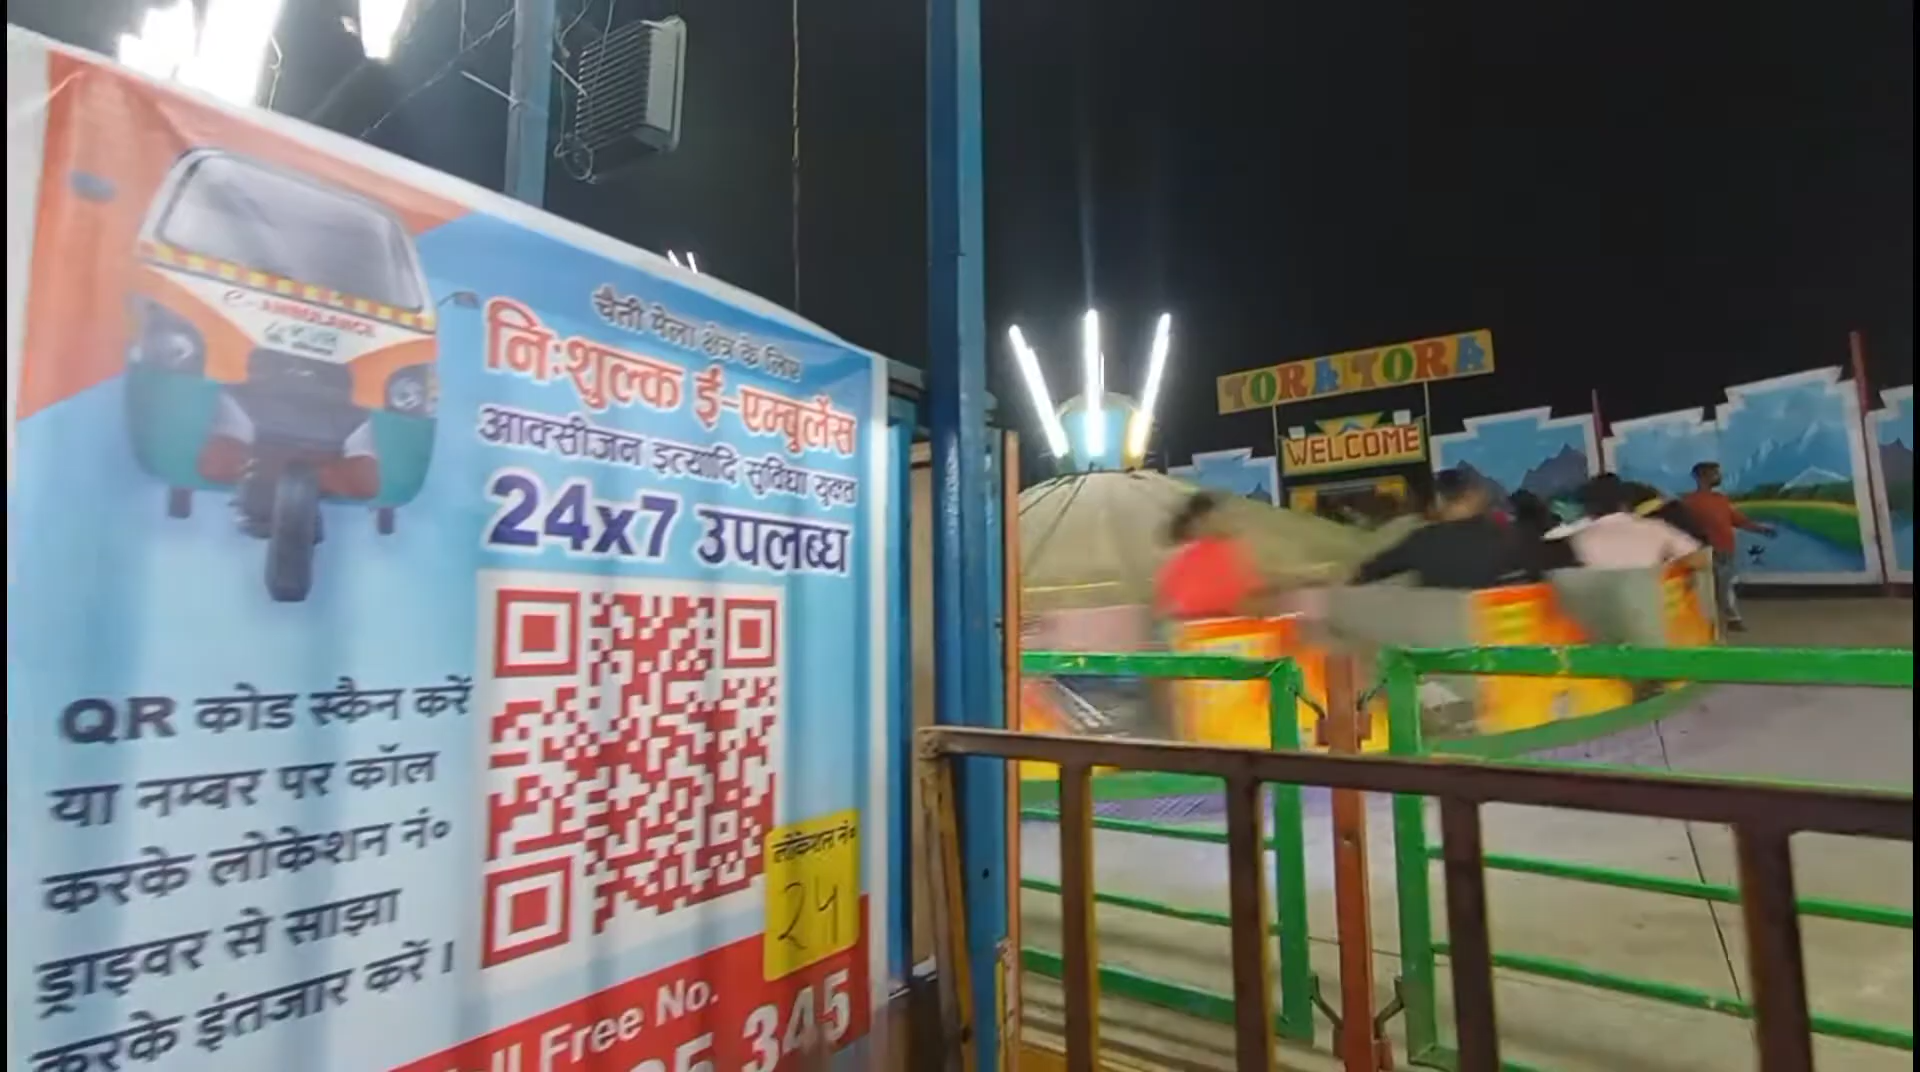 e-AMBULANCE
चैती मेला क्षेत्र के लिए
निःशुल्क ई-एम्बुलेंस
आक्सीजन इत्यादि सुविधा युक्त
24x7 उपलब्ध
QR कोड स्कैन करें
या नम्बर पर कॉल
करके लोकेशन नं०
ड्राइवर से साझा
करके इंतजार करें।
लोकेशन नं०
Free No.
345
TORA TORA
WELCOME